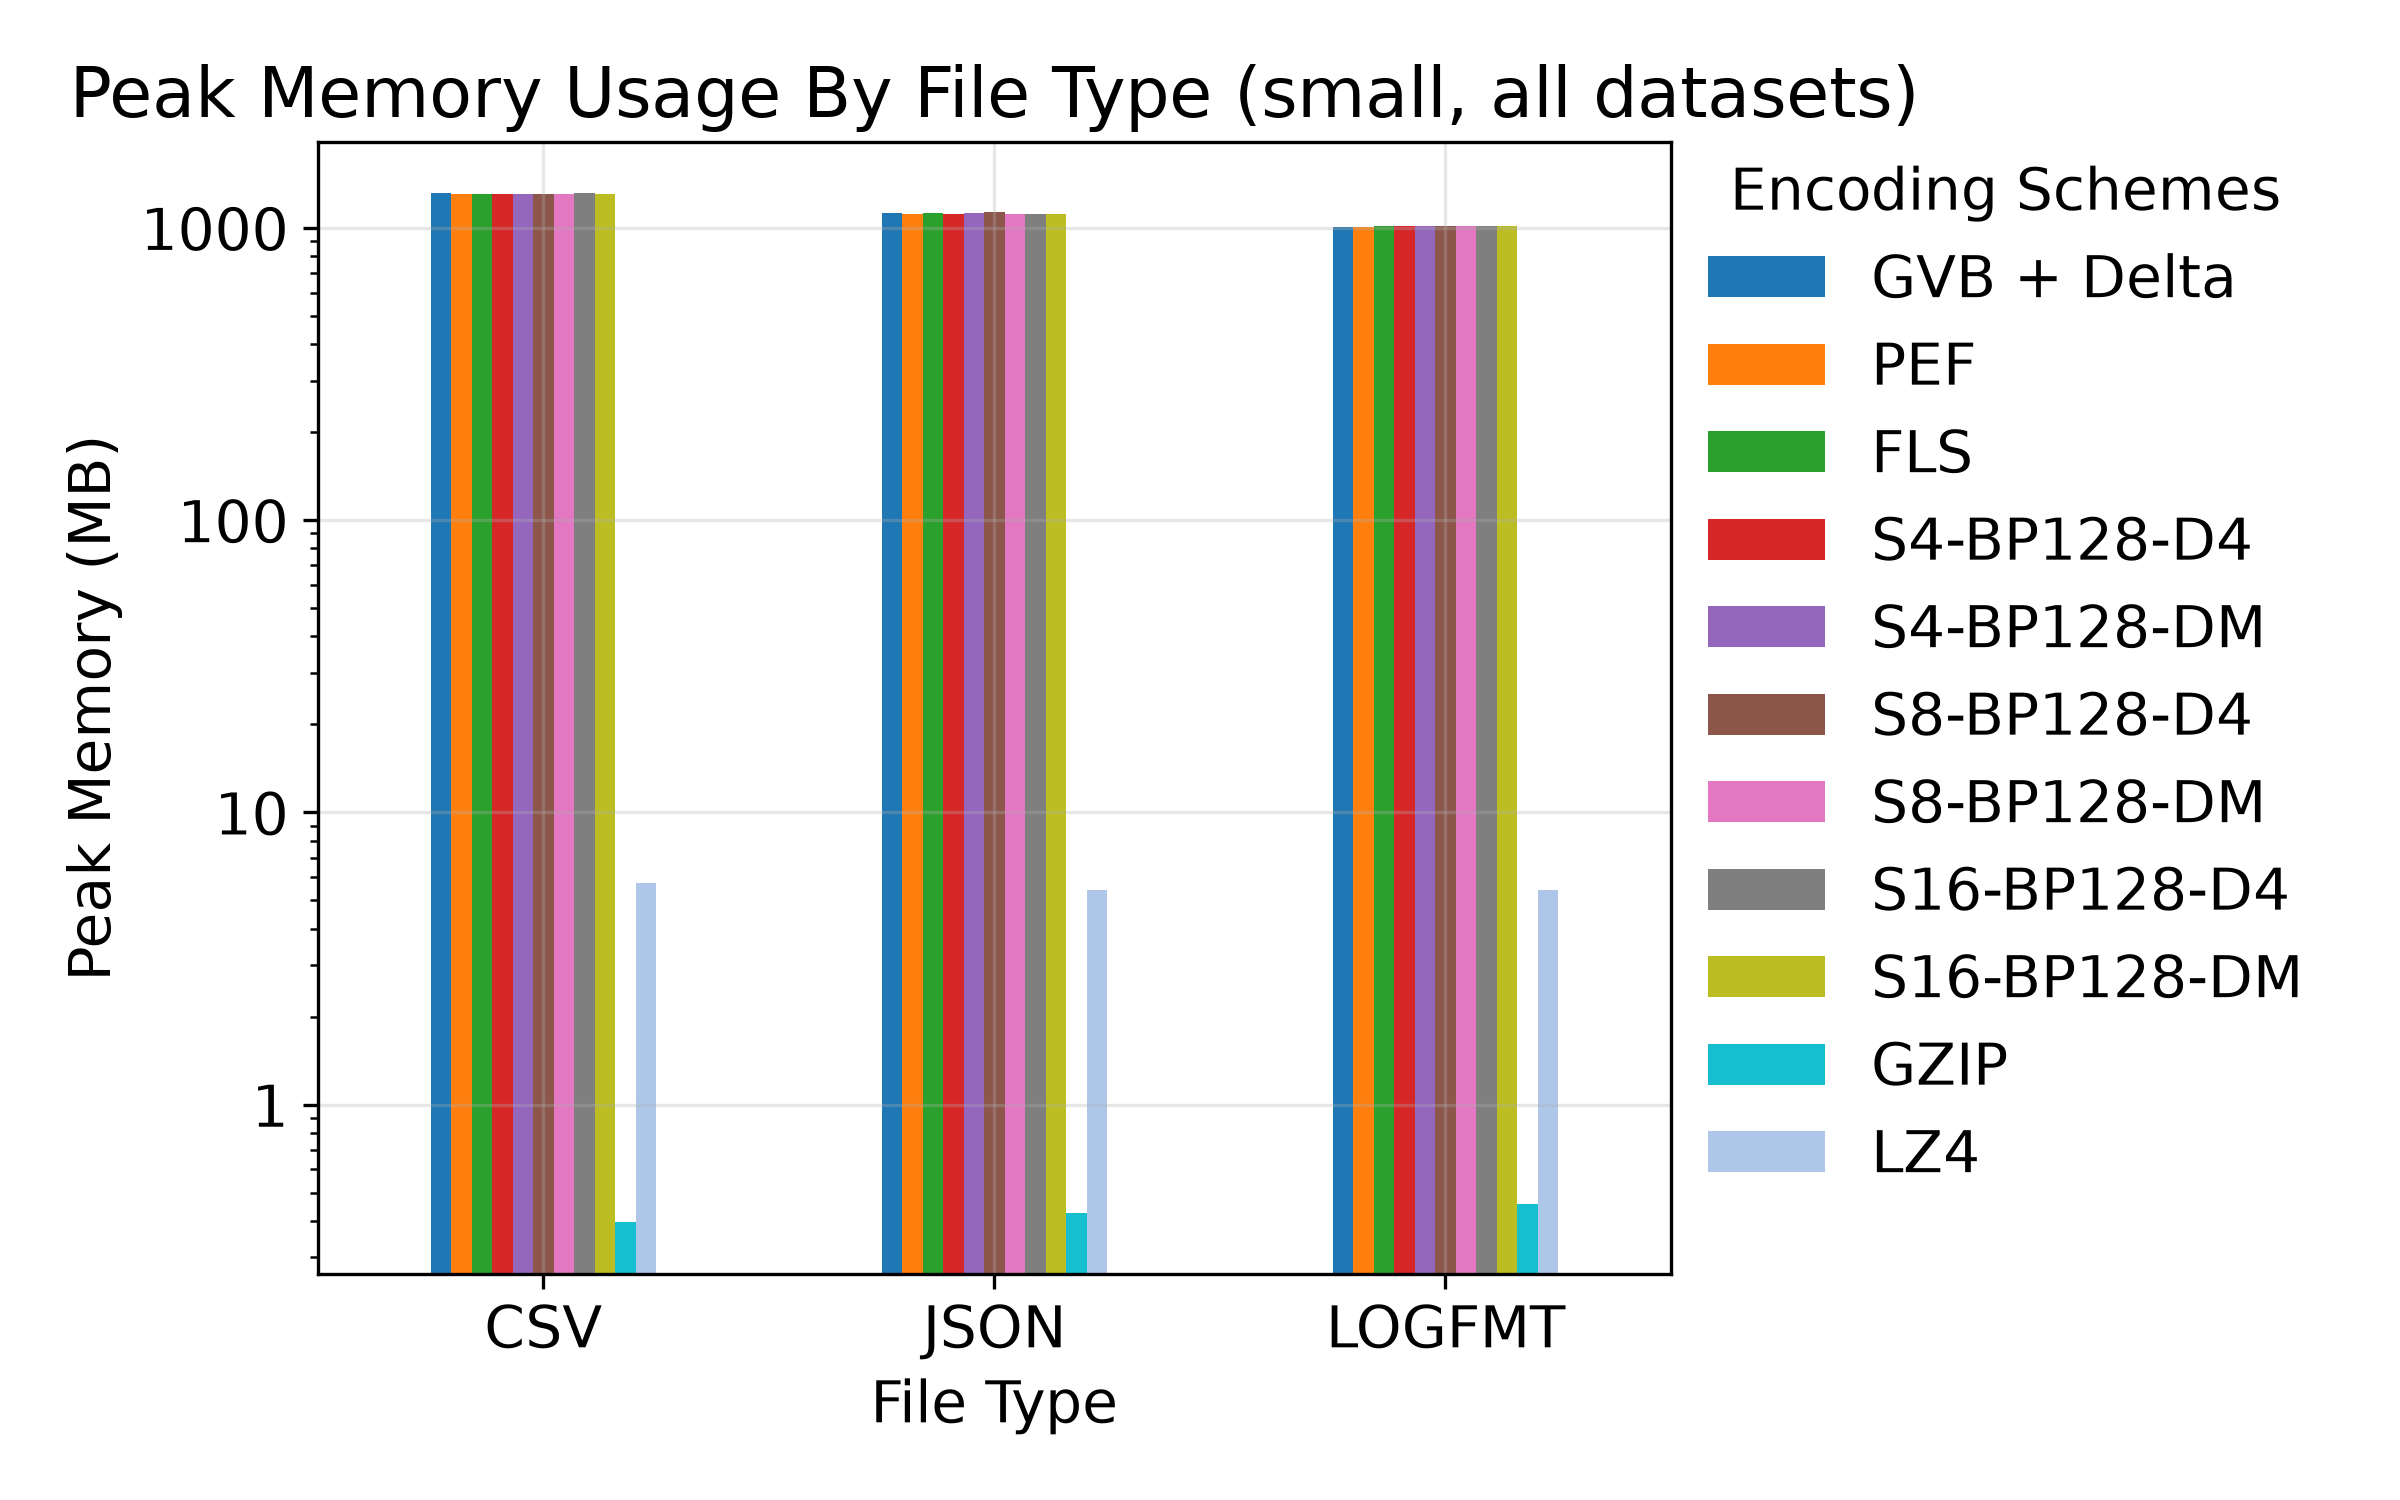 Peak Memory Usage By File Type (small, all datasets)
Peak Memory (MB)
1000
100
10
1
CSV
JSON
LOGFMT
File Type
Encoding Schemes
GVB + Delta
PEF
FLS
S4-BP128-D4
S4-BP128-DM
S8-BP128-D4
S8-BP128-DM
S16-BP128-D4
S16-BP128-DM
GZIP
LZ4